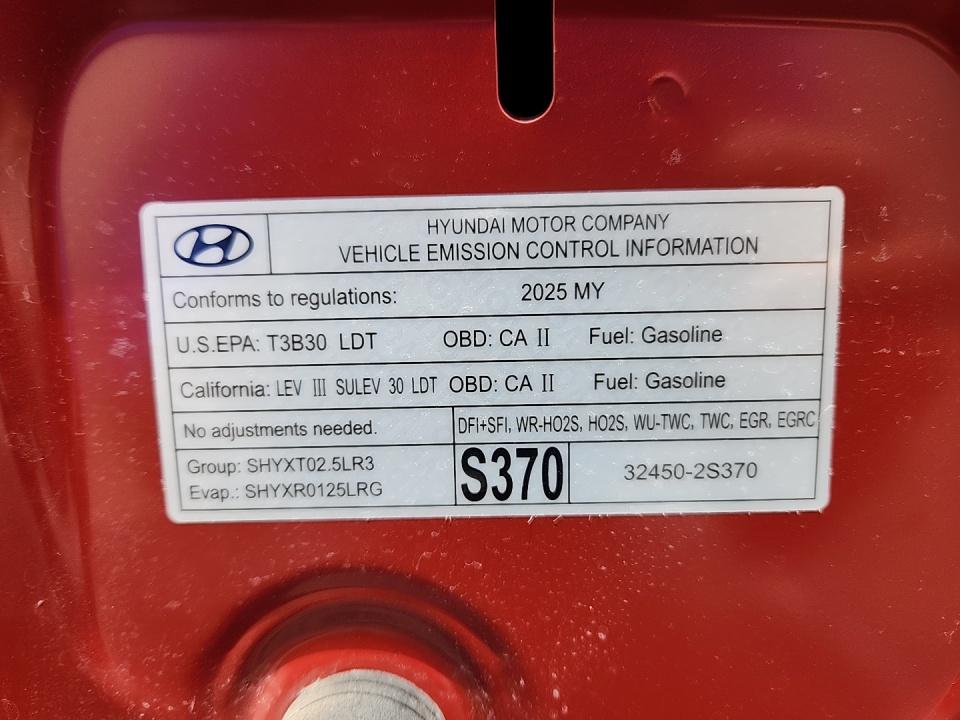 HYUNDAI MOTOR COMPANY
VEHICLE EMISSION CONTROL INFORMATION
Conforms to regulations: 2025 MY
U.S.EPA: T3B30 LDT OBD: CA II Fuel: Gasoline
California: LEV III SULEV 30 LDT OBD: CA II Fuel: Gasoline
No adjustments needed. DFI+SFI, WR-HO2S, HO2S, WU-TWC, TWC, EGR, EGRC
Group: SHYXT02.5LR3
Evap.: SHYXR0125LRG
S370 32450-2S370